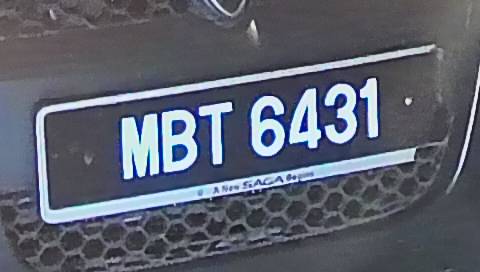 MBT 6431
A New SAGA Begins